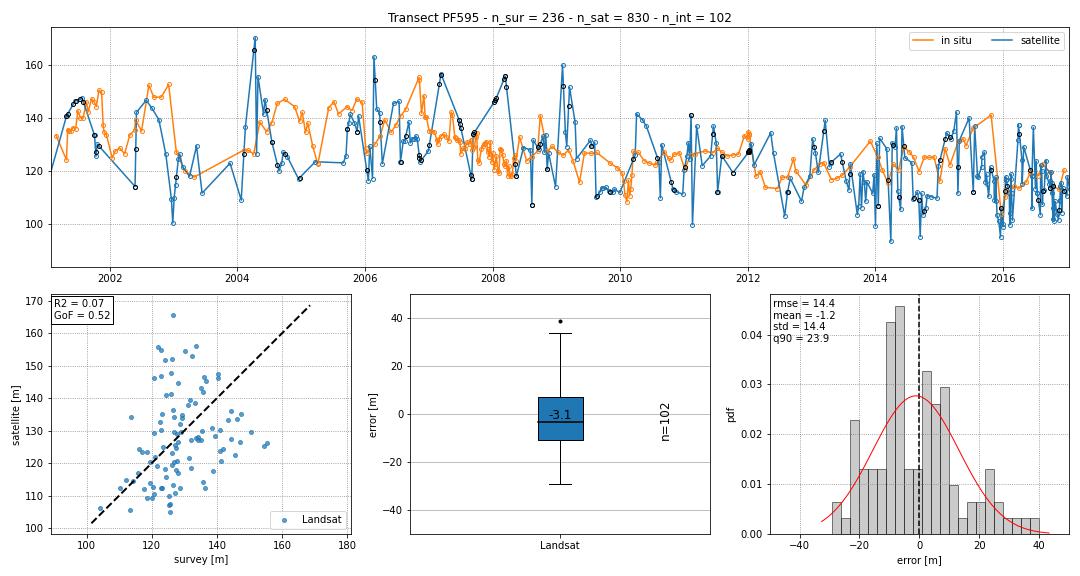 Transect PF595 - n_sur = 236 - n_sat = 830 - n_int = 102
in situ
satellite
160
140
120
100
2002
2004
2006
2008
2010
2012
2014
2016
R2 = 0.07
GoF = 0.52
170
160
150
140
130
120
110
100
satellite [m]
Landsat
100
120
140
160
180
survey [m]
40
20
0
−20
−40
error [m]
-3.1
n=102
Landsat
rmse = 14.4
mean = -1.2
std = 14.4
q90 = 23.9
0.04
0.03
0.02
0.01
0.00
pdf
−40
−20
0
20
40
error [m]